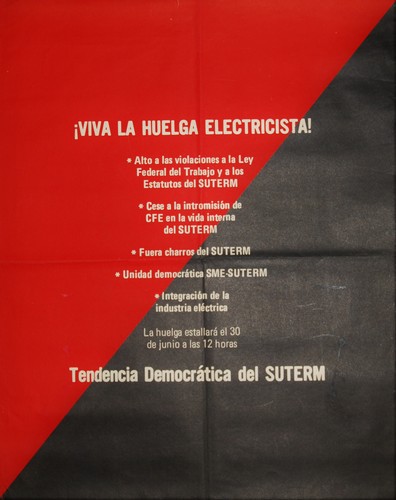 ¡VIVA LA HUELGA ELECTRICISTA!
* Alto a las violaciones a la Ley
Federal del Trabajo y a los
Estatutos del SUTERM
* Cese a la intromisión de
CFE en la vida interna
del SUTERM
* Fuera charros del SUTERM
* Unidad democrática SME-SUTERM
* Integración de la
industria eléctrica
La huelga estallará el 30
de junio a las 12 horas
Tendencia Democrática del SUTERM